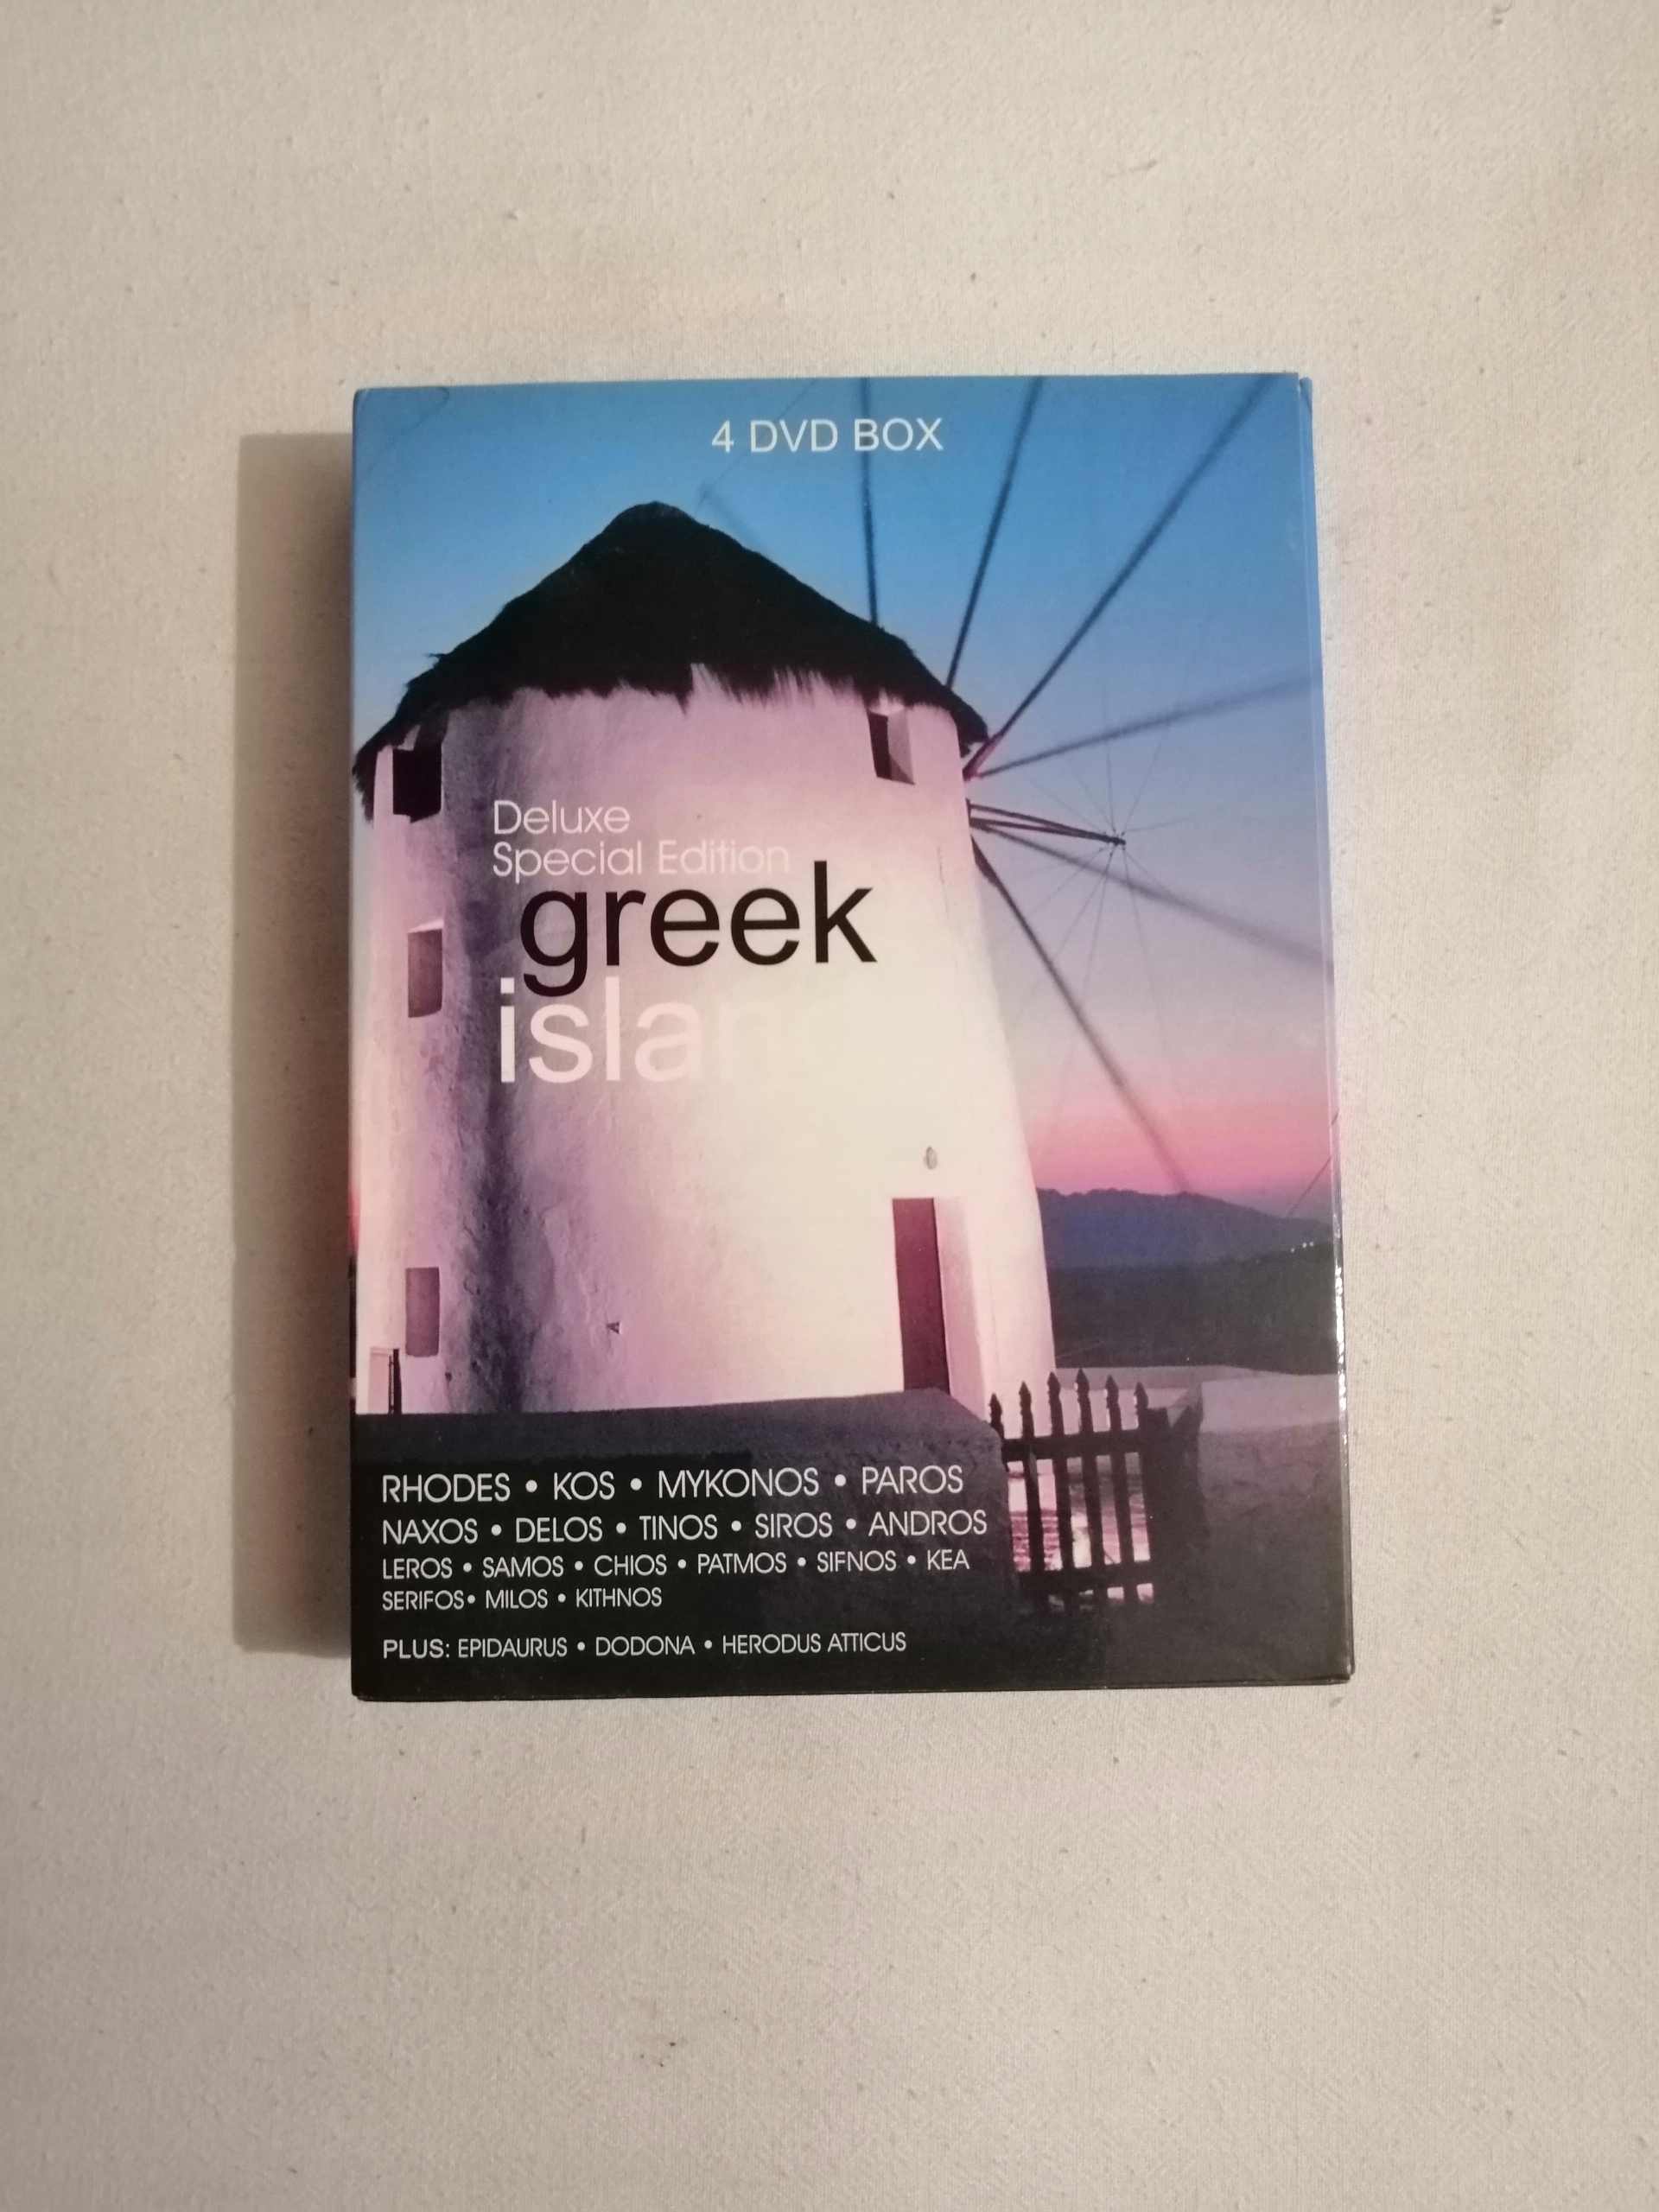 4 DVD BOX
Deluxe
Special Edition
greek
islan
RHODES • KOS • MYKONOS • PAROS
NAXOS • DELOS • TINOS • SIROS • ANDROS
LEROS • SAMOS • CHIOS • PATMOS • SIFNOS • KEA
SERIFOS• MILOS • KITHNOS
PLUS: EPIDAURUS • DODONA • HERODUS ATTICUS